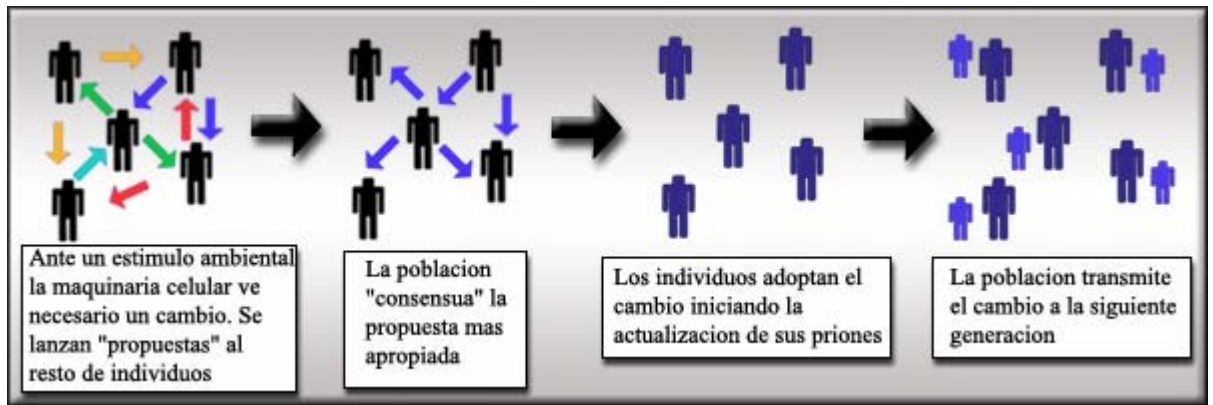 Ante un estimulo ambiental
la maquinaria celular ve
necesario un cambio. Se
lanzan "propuestas" al
resto de individuos
La poblacion
"consensua" la
propuesta mas
apropiada
Los individuos adoptan el
cambio iniciando la
actualizacion de sus priones
La poblacion transmite
el cambio a la siguiente
generacion